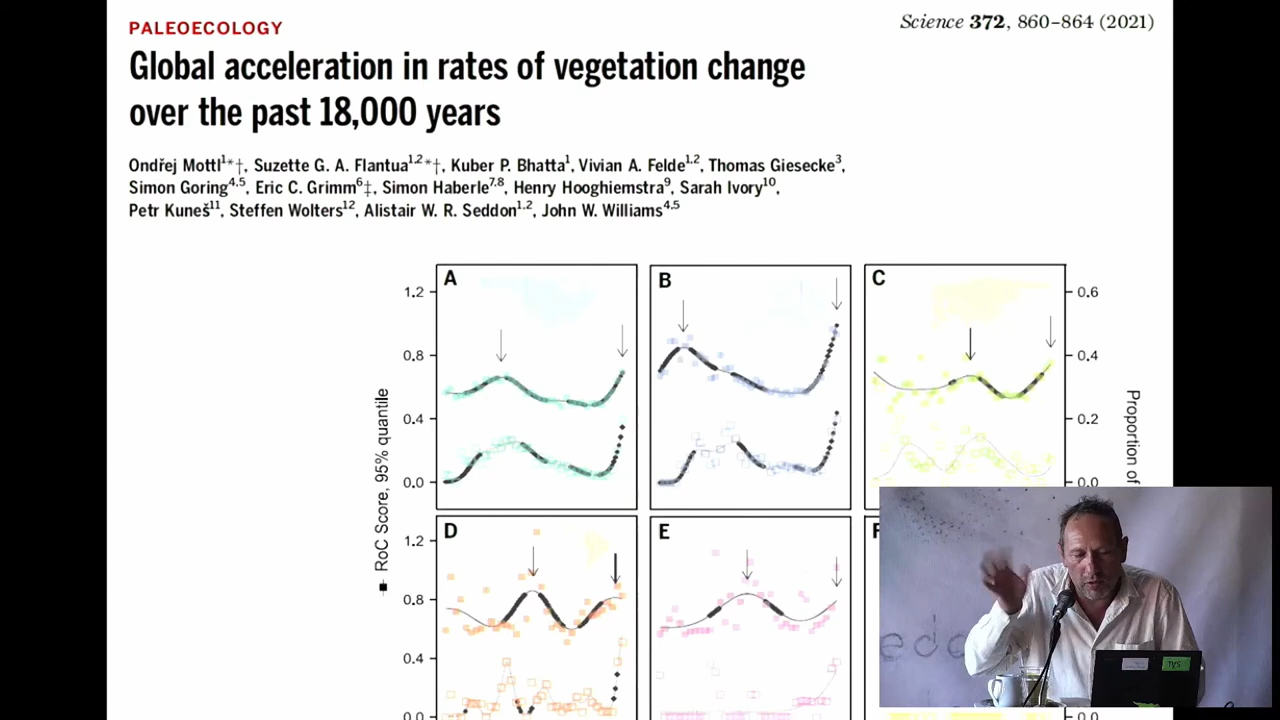 PALEOECOLOGY
Science 372, 860–864 (2021)
Global acceleration in rates of vegetation change
over the past 18,000 years
Ondřej Mottl1*†, Suzette G. A. Flantua1,2*†, Kuber P. Bhatta1, Vivian A. Felde1,2, Thomas Giesecke3,
Simon Goring4,5, Eric C. Grimm6‡, Simon Haberle7,8, Henry Hooghiemstra9, Sarah Ivory10,
Petr Kuneš11, Steffen Wolters12, Alistair W. R. Seddon1,2, John W. Williams4,5
A
B
C
1.2
0.8
0.4
0.0
0.6
0.4
0.2
0.0
RoC Score, 95% quantile
Proportion of
D
E
F
1.2
0.8
0.4
0.0
0.0
TYS